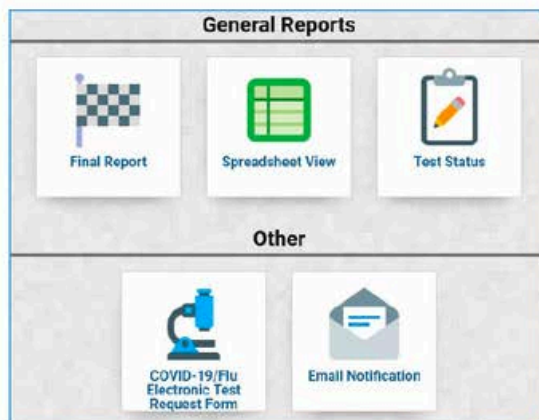 General Reports
Final Report
Spreadsheet View
Test Status
Other
COVID-19/Flu
Electronic Test
Request Form
Email Notification